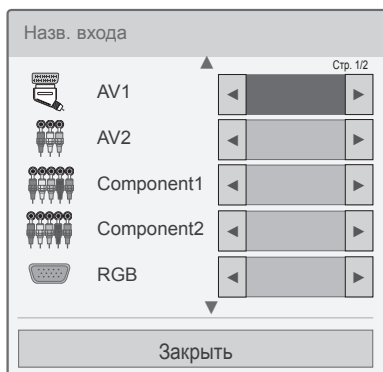 Назв. входа
Стр. 1/2
AV1
AV2
Component1
Component2
RGB
Закрыть